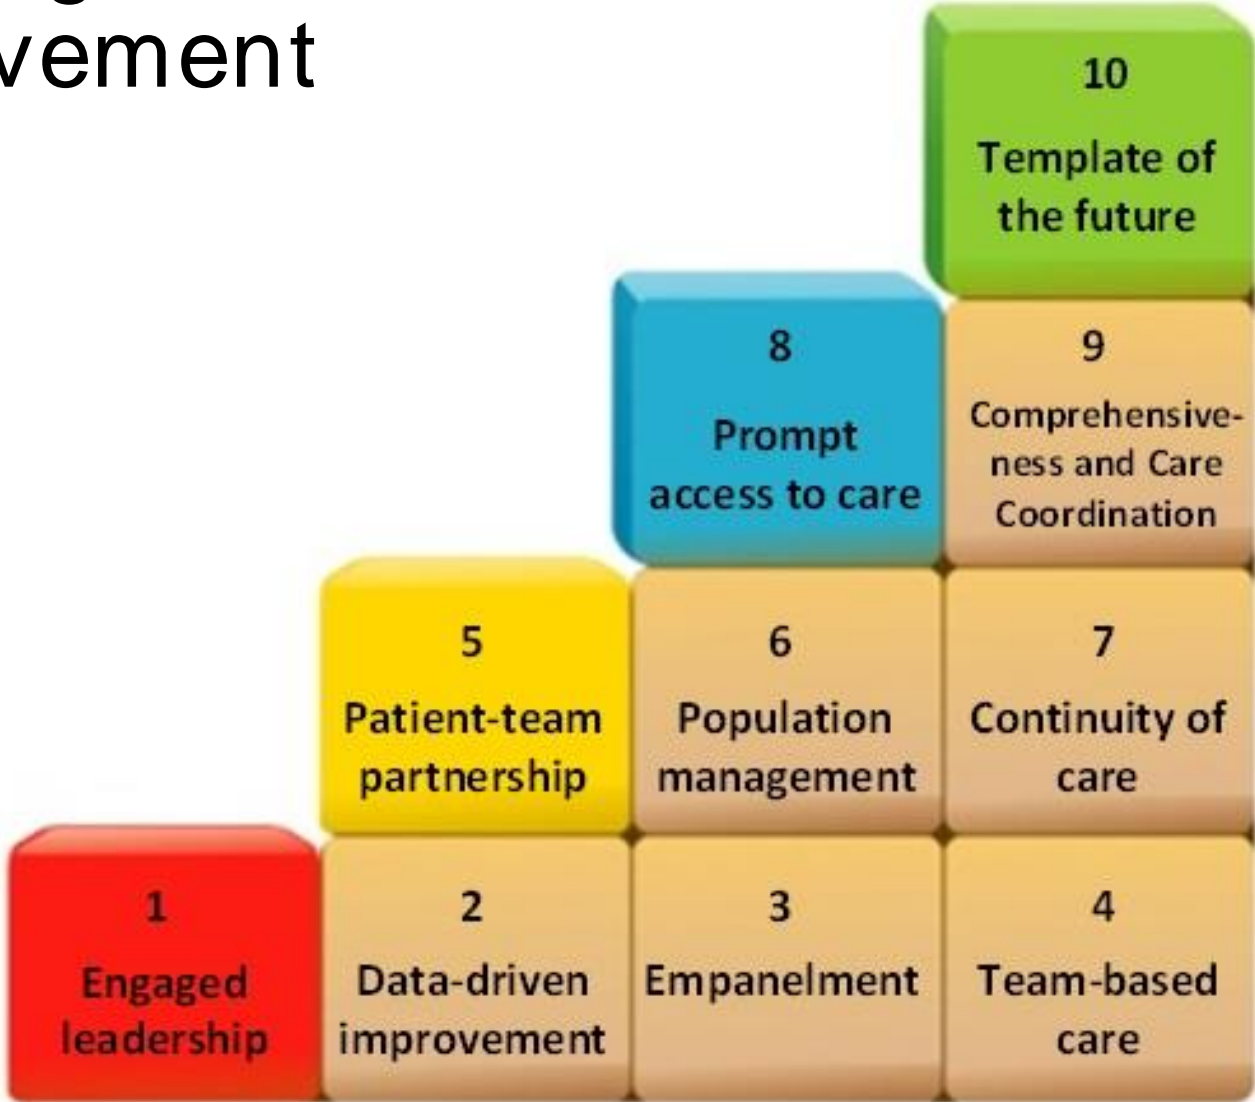 vement
10
Template of
the future
8
Prompt
access to care
9
Comprehensive-
ness and Care
Coordination
5
Patient-team
partnership
6
Population
management
7
Continuity of
care
1
Engaged
leadership
2
Data-driven
improvement
3
Empanelment
4
Team-based
care